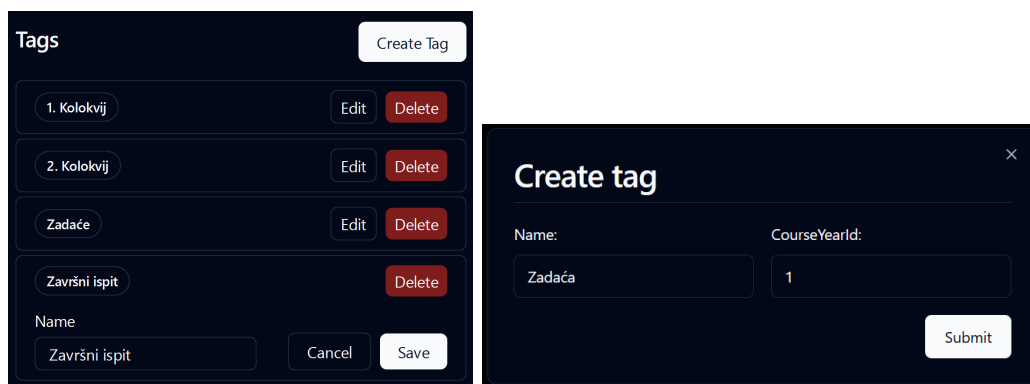 Tags
Create Tag
1. Kolokvij
Edit
Delete
2. Kolokvij
Edit
Delete
Zadaće
Edit
Delete
Završni ispit
Delete
Name
Završni ispit
Cancel
Save
Create tag
Name:
CourseYearId:
Zadaća
1
Submit